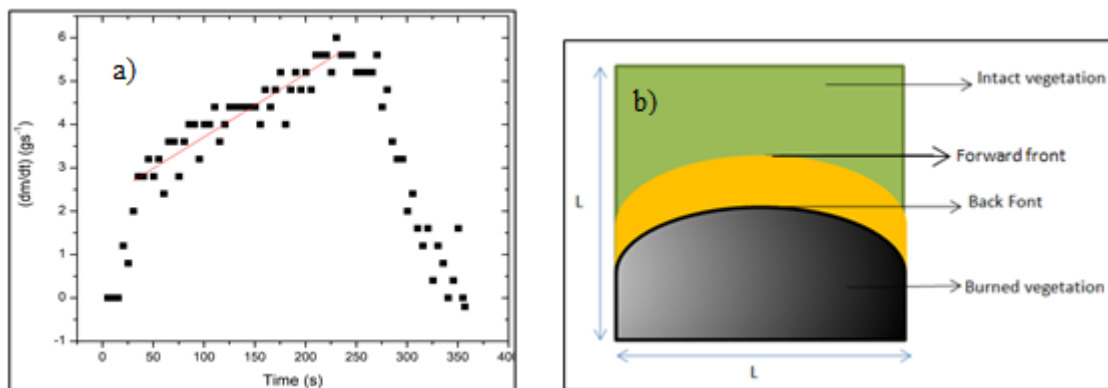 a)
(dm/dt) (gs⁻¹)
6
5
4
3
2
1
0
-1
0 50 100 150 200 250 300 350 400
Time (s)
b)
Intact vegetation
Forward front
Back Font
Burned vegetation
L
L